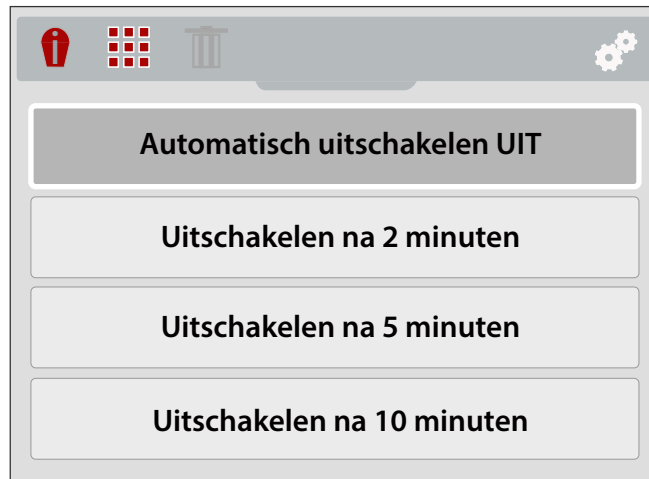 Automatisch uitschakelen UIT
Uitschakelen na 2 minuten
Uitschakelen na 5 minuten
Uitschakelen na 10 minuten